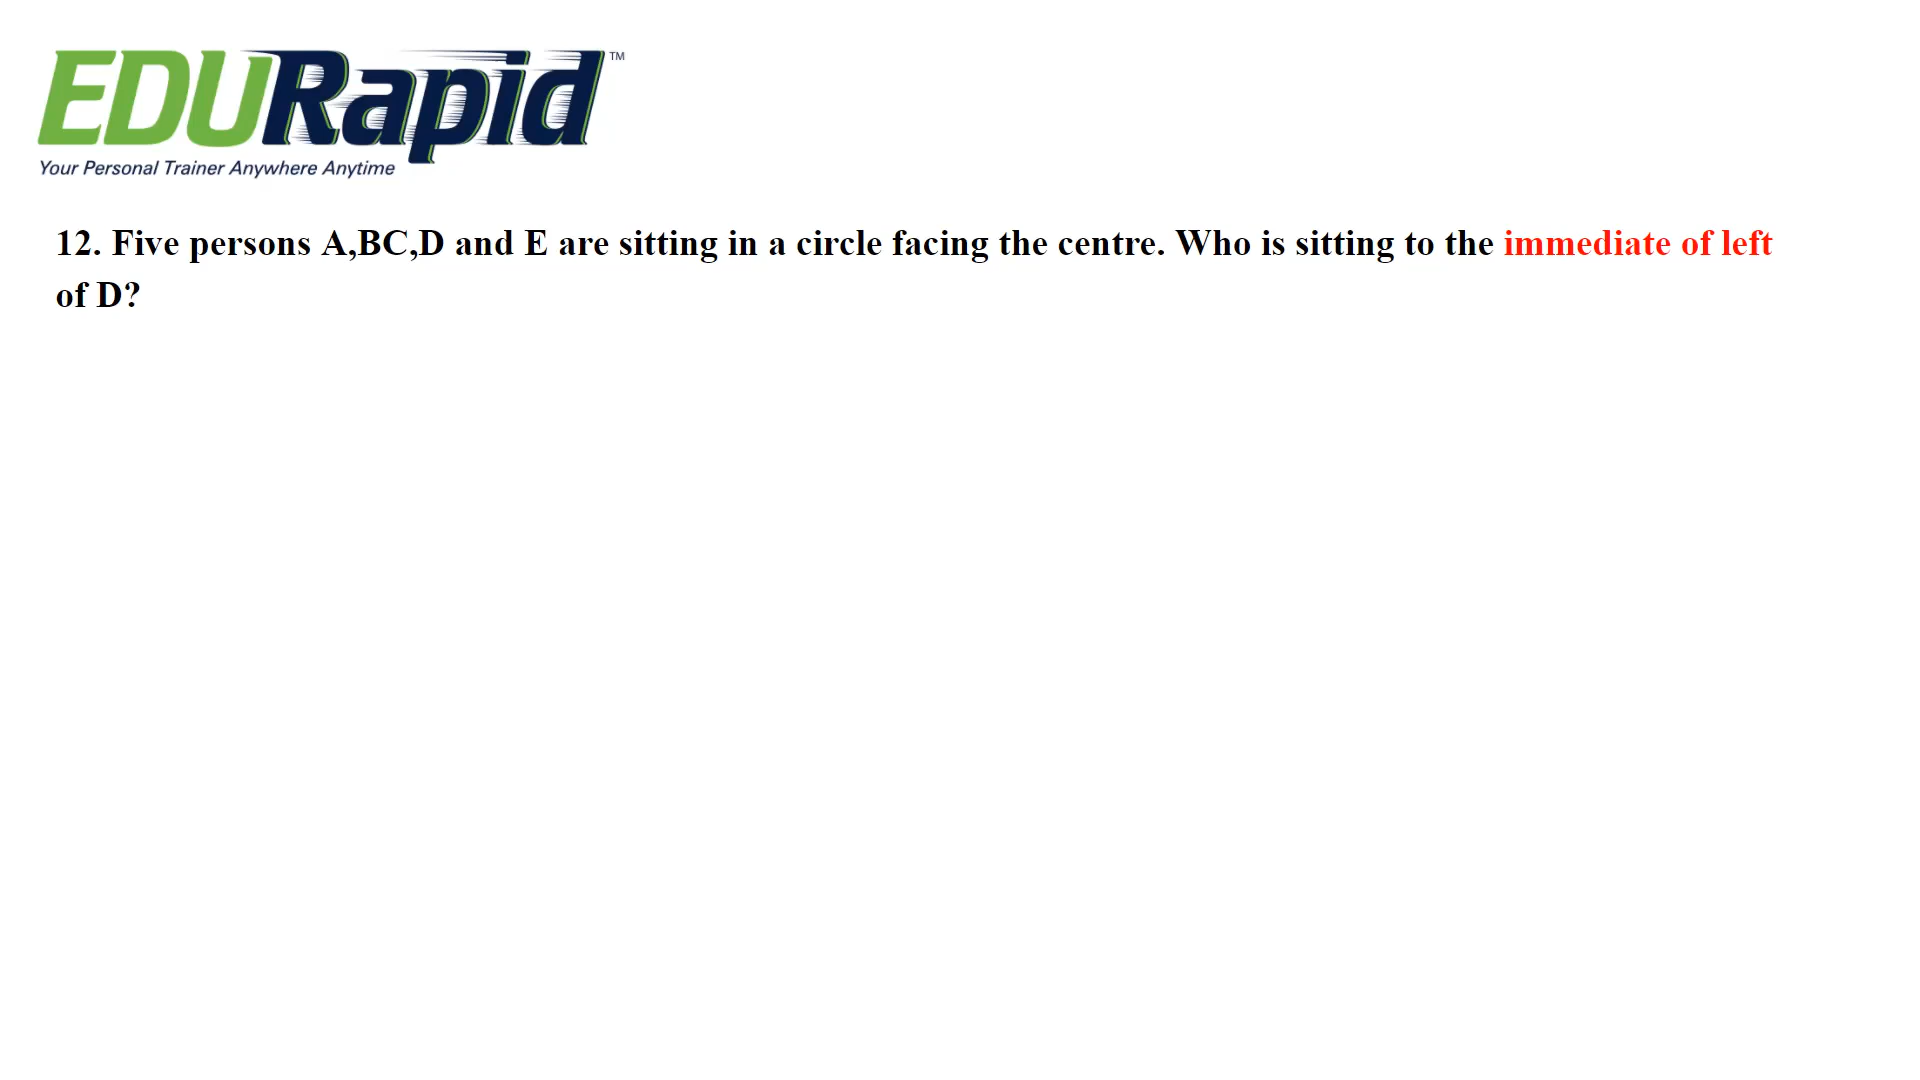 EDURapid™
Your Personal Trainer Anywhere Anytime
12. Five persons A,BC,D and E are sitting in a circle facing the centre. Who is sitting to the immediate of left
of D?